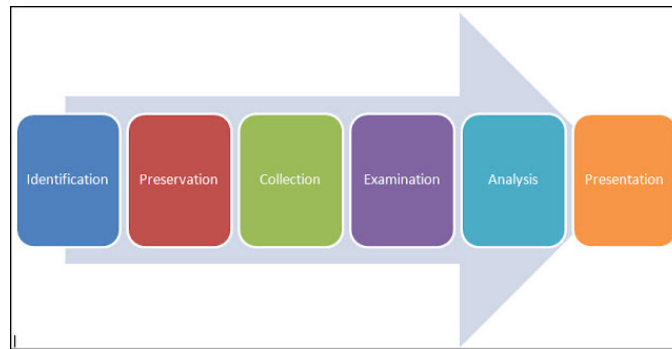 Identification
Preservation
Collection
Examination
Analysis
Presentation